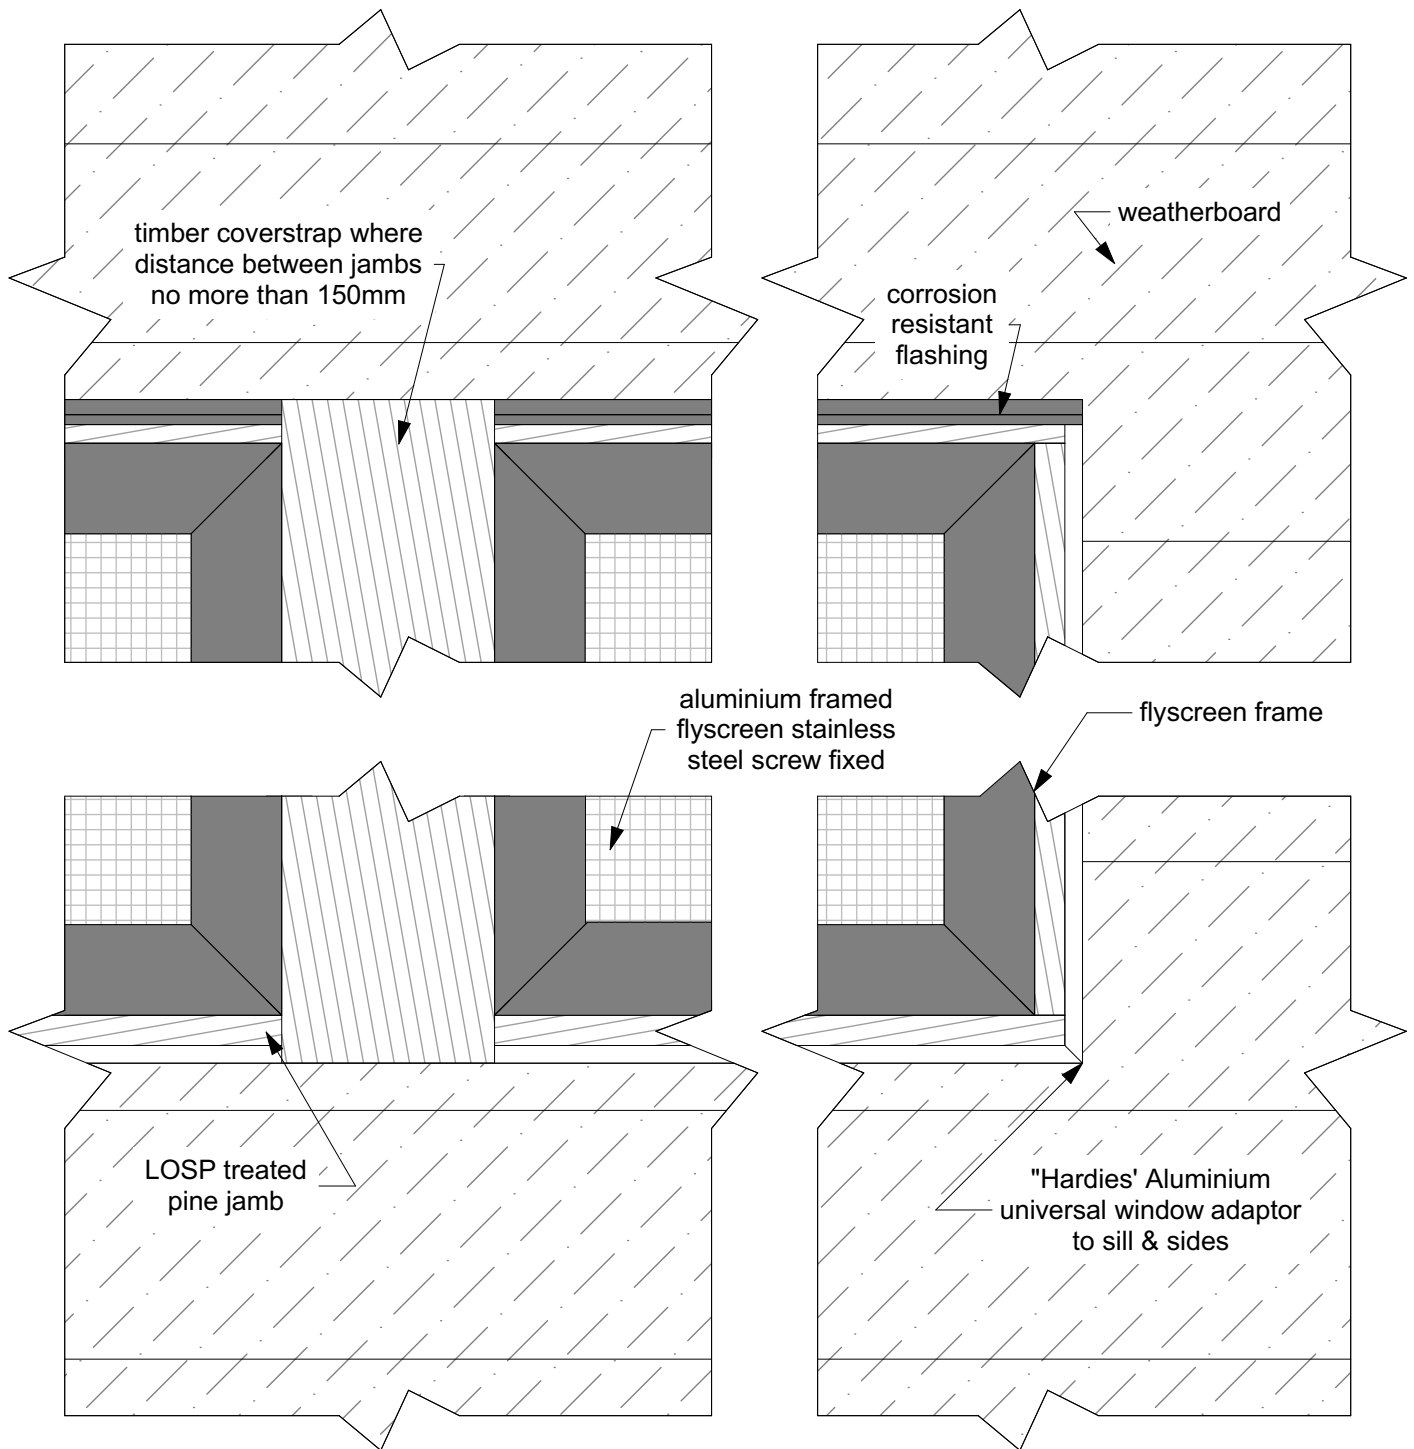 timber coverstrap where
distance between jambs
no more than 150mm
weatherboard
corrosion
resistant
flashing
aluminium framed
flyscreen stainless
steel screw fixed
flyscreen frame
LOSP treated
pine jamb
"Hardies' Aluminium
universal window adaptor
to sill & sides